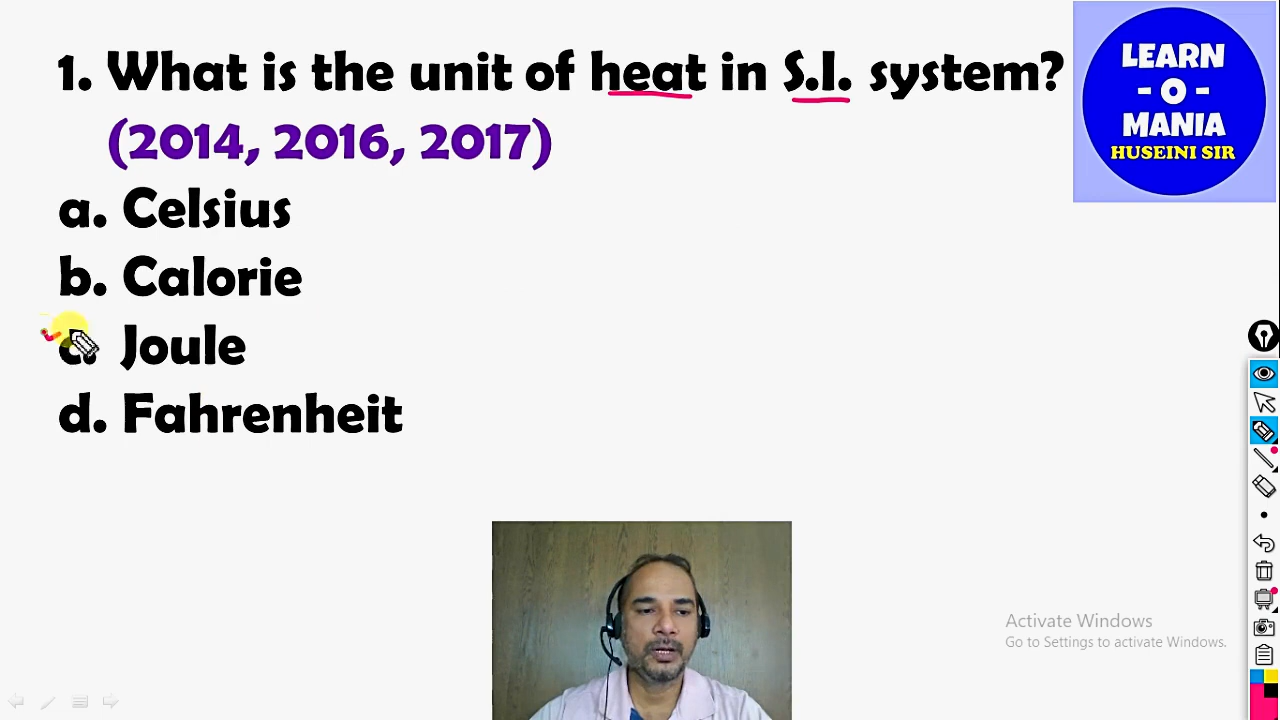 1. What is the unit of heat in S.I. system?
(2014, 2016, 2017)
a. Celsius
b. Calorie
c. Joule
d. Fahrenheit
LEARN
- O -
MANIA
HUSEINI SIR
Activate Windows
Go to Settings to activate Windows.